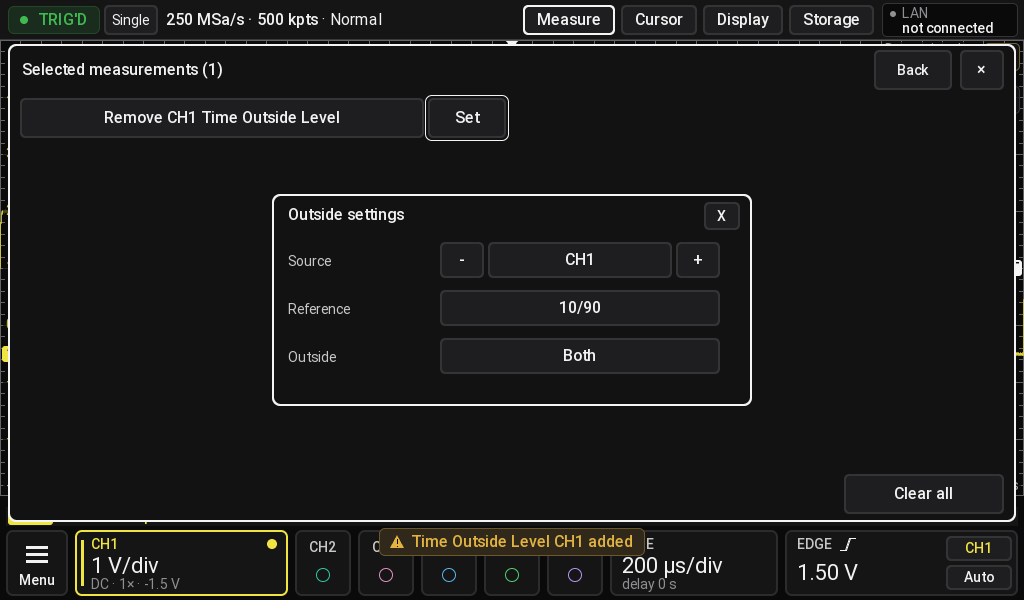 TRIG'D
Single
250 MSa/s · 500 kpts · Normal
Measure
Cursor
Display
Storage
LAN
not connected
Selected measurements (1)
Back
×
Remove CH1 Time Outside Level
Set
Outside settings
X
Source
-
CH1
+
Reference
10/90
Outside
Both
Clear all
Menu
CH1
1 V/div
DC · 1× · -1.5 V
CH2
Time Outside Level CH1 added
200 µs/div
delay 0 s
EDGE
1.50 V
CH1
Auto